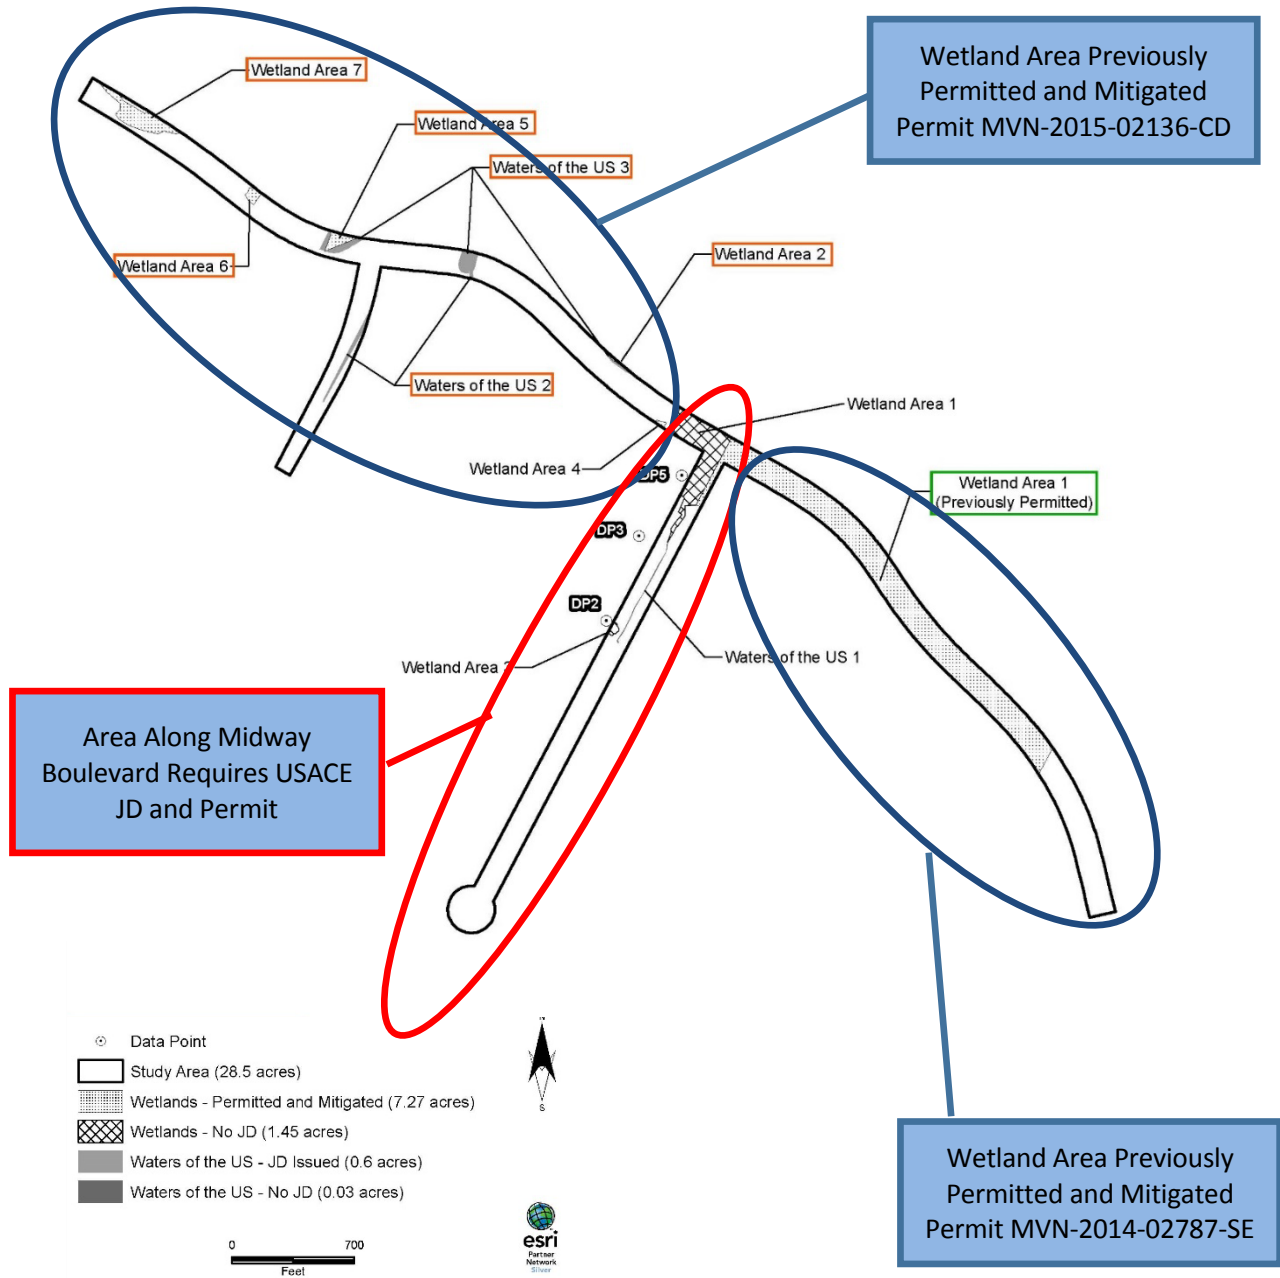 Wetland Area Previously
Permitted and Mitigated
Permit MVN-2015-02136-CD
Wetland Area 7
Wetland Area 5
Waters of the US 3
Wetland Area 2
Wetland Area 6
Waters of the US 2
Wetland Area 1
Wetland Area 4
DP5
Wetland Area 1
(Previously Permitted)
DP3
DP2
Wetland Area
Waters of the US 1
Area Along Midway
Boulevard Requires USACE
JD and Permit
Data Point
Study Area (28.5 acres)
Wetlands - Permitted and Mitigated (7.27 acres)
Wetlands - No JD (1.45 acres)
Waters of the US - JD Issued (0.6 acres)
Waters of the US - No JD (0.03 acres)
N
S
0 700
Feet
esri
Partner
Network
Silver
Wetland Area Previously
Permitted and Mitigated
Permit MVN-2014-02787-SE